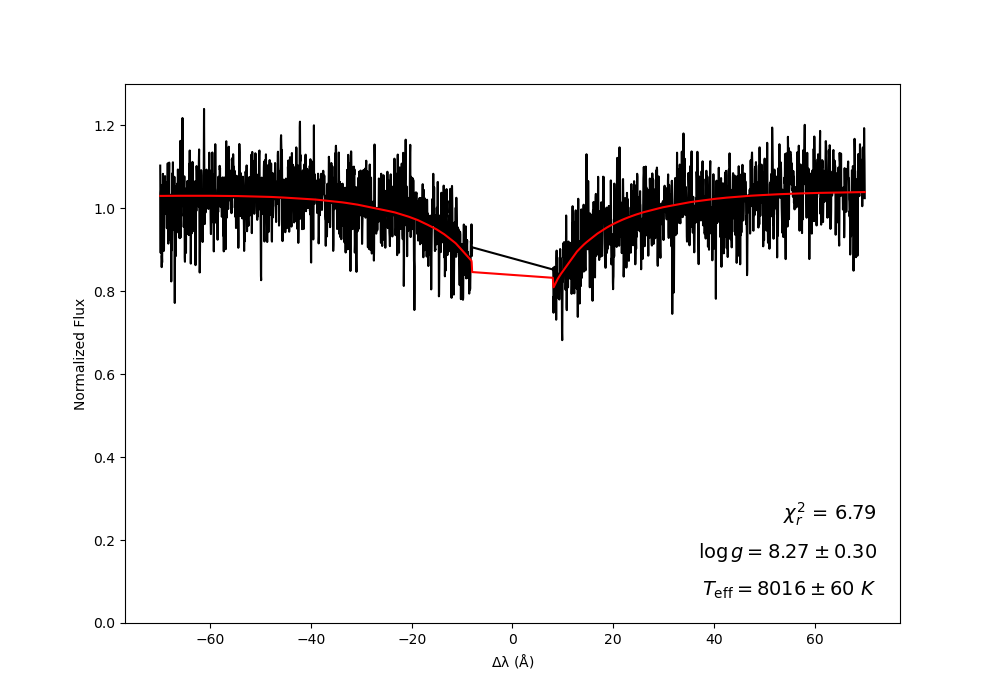 1.2
1.0
0.8
0.6
0.4
0.2
0.0
Normalized Flux
χ²ᵣ = 6.79
log g = 8.27 ± 0.30
T_eff = 8016 ± 60 K
−60 −40 −20 0 20 40 60
Δλ (Å)